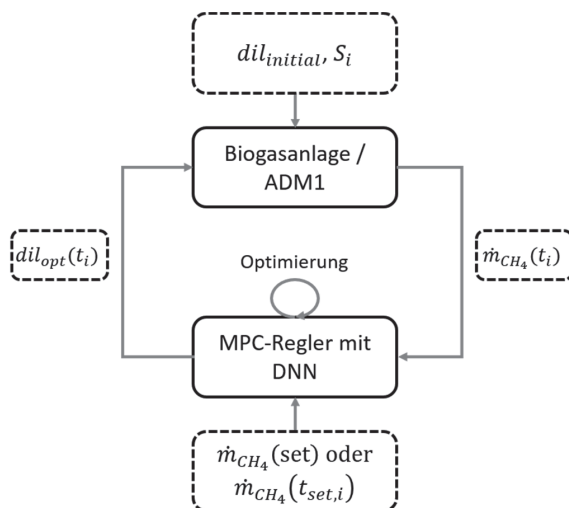 dil_initial, S_i
Biogasanlage /
ADM1
dil_opt(t_i)
ṁ_CH₄(t_i)
Optimierung
MPC-Regler mit
DNN
ṁ_CH₄(set) oder
ṁ_CH₄(t_set,i)